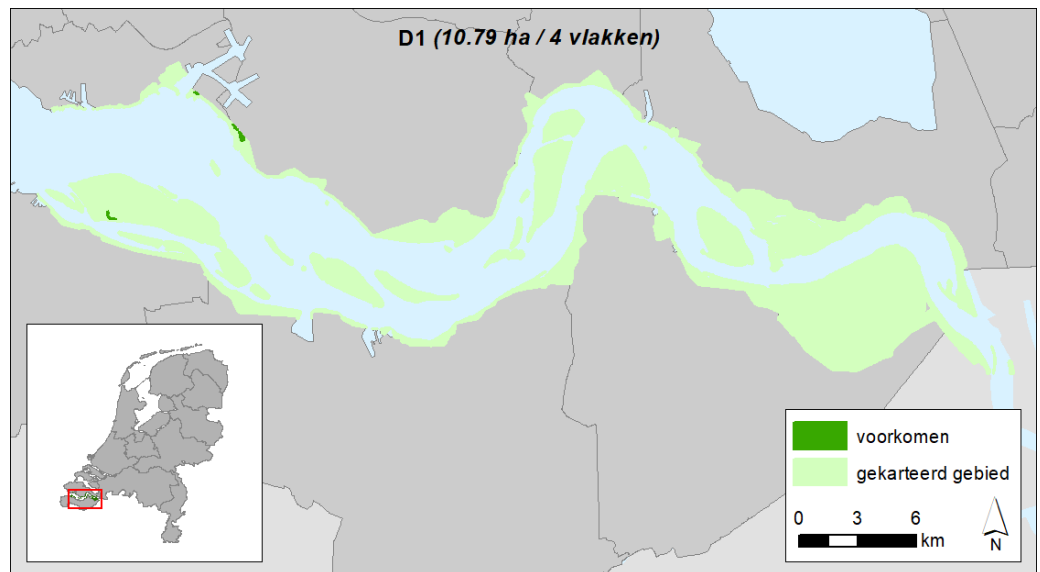 D1 (10.79 ha / 4 vlakken)
voorkomen
gekarteerd gebied
0 3 6
km
N